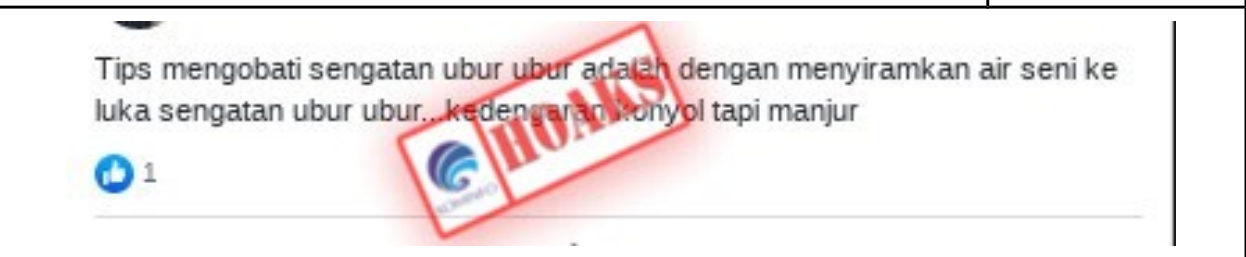 Tips mengobati sengatan ubur ubur adalah dengan menyiramkan air seni ke
luka sengatan ubur ubur...kedengaran konyol tapi manjur
HOAKS
KOMINFO
1